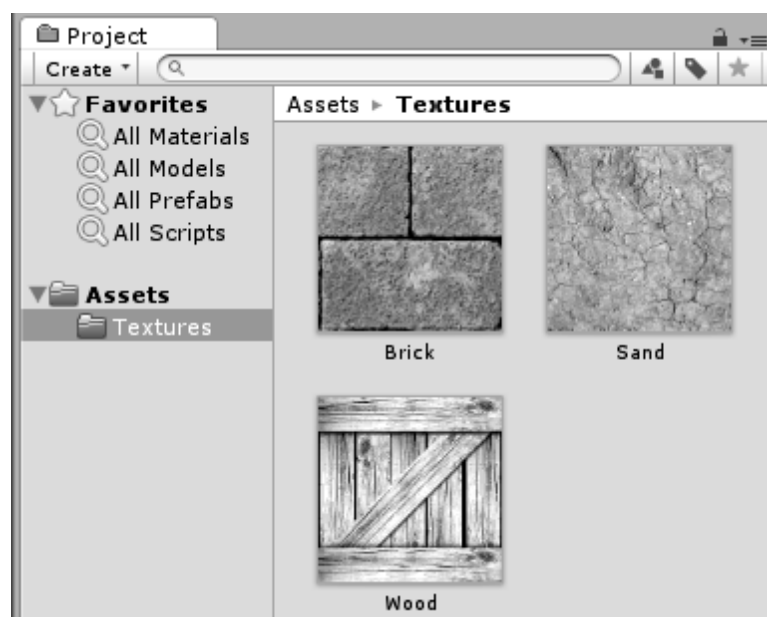 Project
Create
Favorites
All Materials
All Models
All Prefabs
All Scripts
Assets
Textures
Assets ▸ Textures
Brick
Sand
Wood